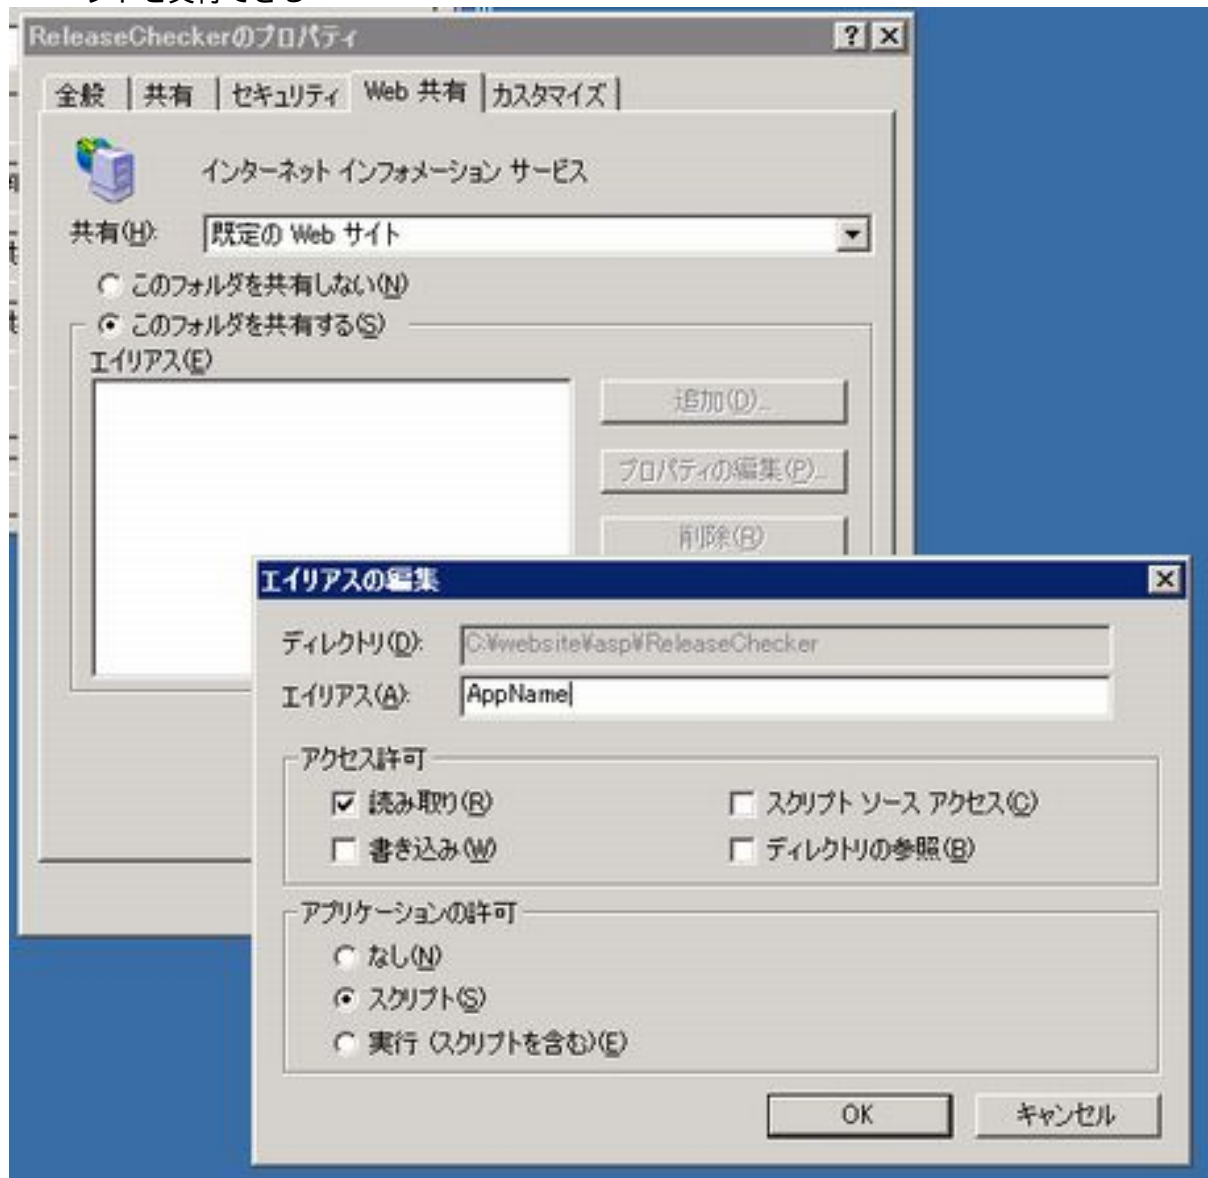 ReleaseCheckerのプロパティ
全般 共有 セキュリティ Web 共有 カスタマイズ
インターネット インフォメーション サービス
共有(H): 既定の Web サイト
このフォルダを共有しない(N)
このフォルダを共有する(S)
エイリアス(E)
追加(D)...
プロパティの編集(P)...
削除(R)
エイリアスの編集
ディレクトリ(D): C:¥website¥asp¥ReleaseChecker
エイリアス(A): AppName
アクセス許可
読み取り(R) スクリプト ソース アクセス(C)
書き込み(W) ディレクトリの参照(B)
アプリケーションの許可
なし(N)
スクリプト(S)
実行 (スクリプトを含む)(E)
OK キャンセル